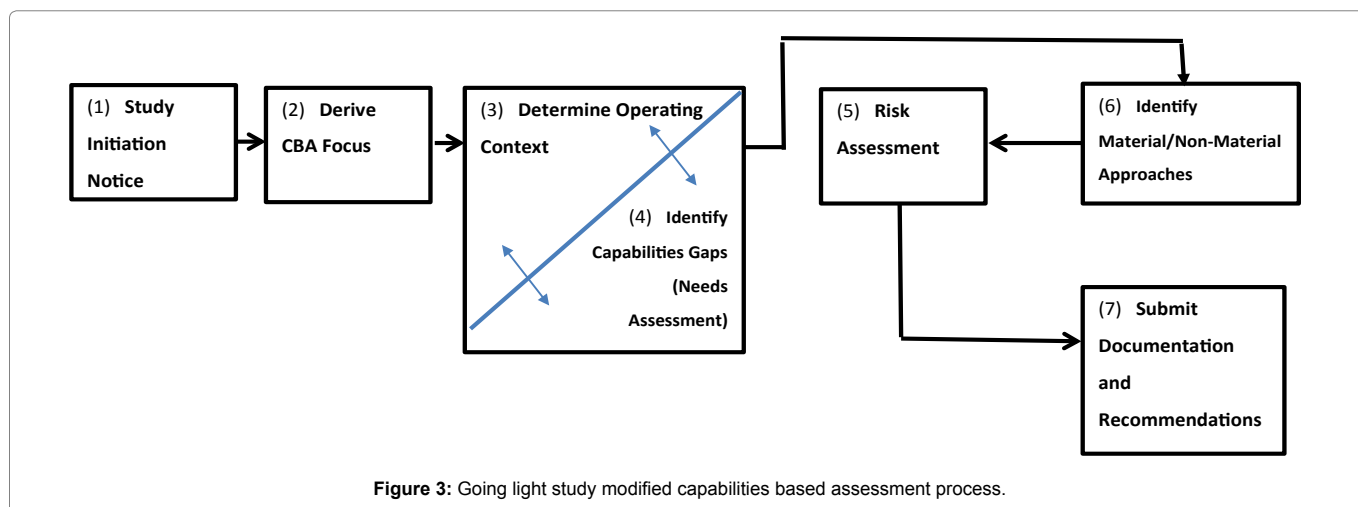 (1) Study
Initiation
Notice
(2) Derive
CBA Focus
(3) Determine Operating
Context
(4) Identify
Capabilities Gaps
(Needs
Assessment)
(5) Risk
Assessment
(6) Identify
Material/Non-Material
Approaches
(7) Submit
Documentation
and
Recommendations
Figure 3: Going light study modified capabilities based assessment process.